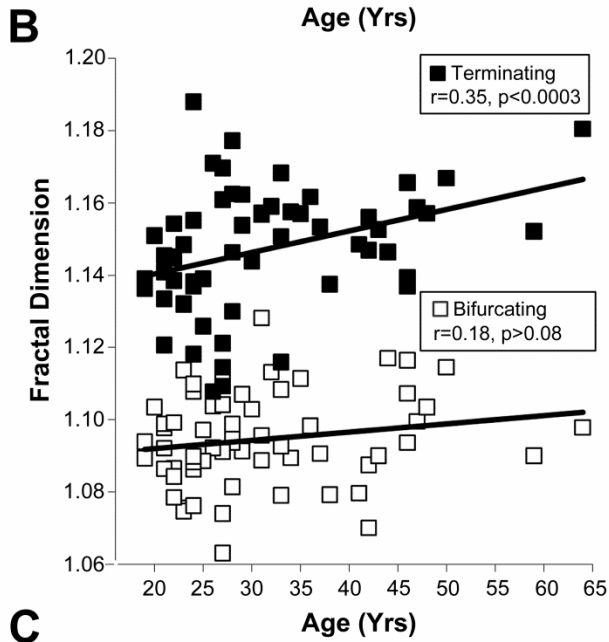 B
Age (Yrs)
1.20
1.18
1.16
1.14
1.12
1.10
1.08
1.06
Fractal Dimension
Terminating
r=0.35, p<0.0003
Bifurcating
r=0.18, p>0.08
20 25 30 35 40 45 50 55 60 65
C
Age (Yrs)